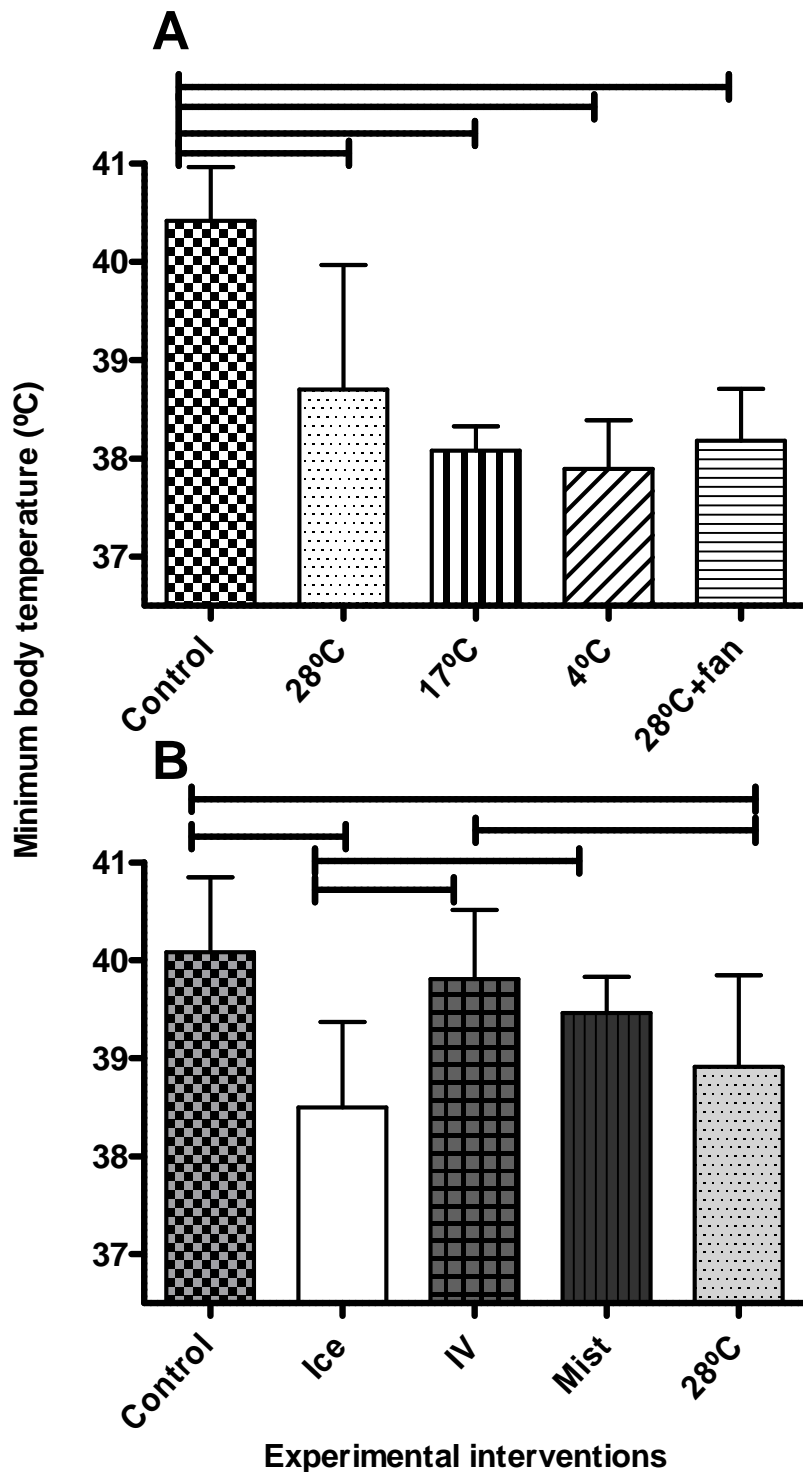 A
41
40
39
38
37
Control
28ºC
17ºC
4ºC
28ºC+fan
Minimum body temperature (ºC)
B
41
40
39
38
37
Control
Ice
IV
Mist
28ºC
Experimental interventions